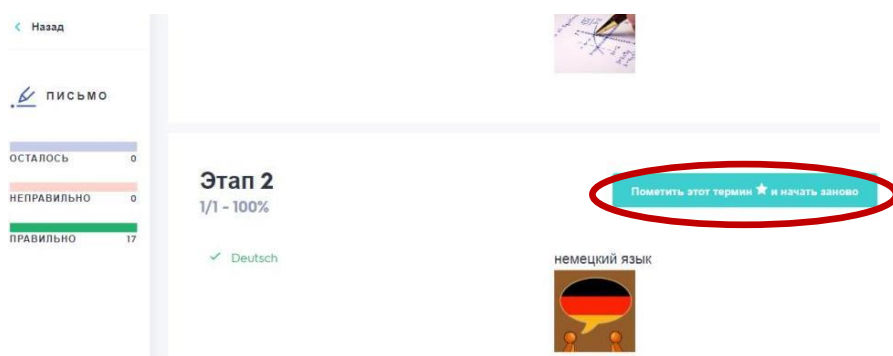 Назад
ПИСЬМО
ОСТАЛОСЬ 0
НЕПРАВИЛЬНО 0
ПРАВИЛЬНО 17
Этап 2
1/1 - 100%
Пометить этот термин ★ и начать заново
Deutsch
немецкий язык